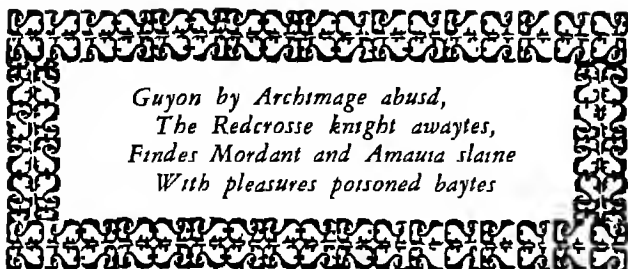 Guyon by Archimage abusd,
The Redcrosse knight awaytes,
Findes Mordant and Amauia slaine
With pleasures poisoned baytes